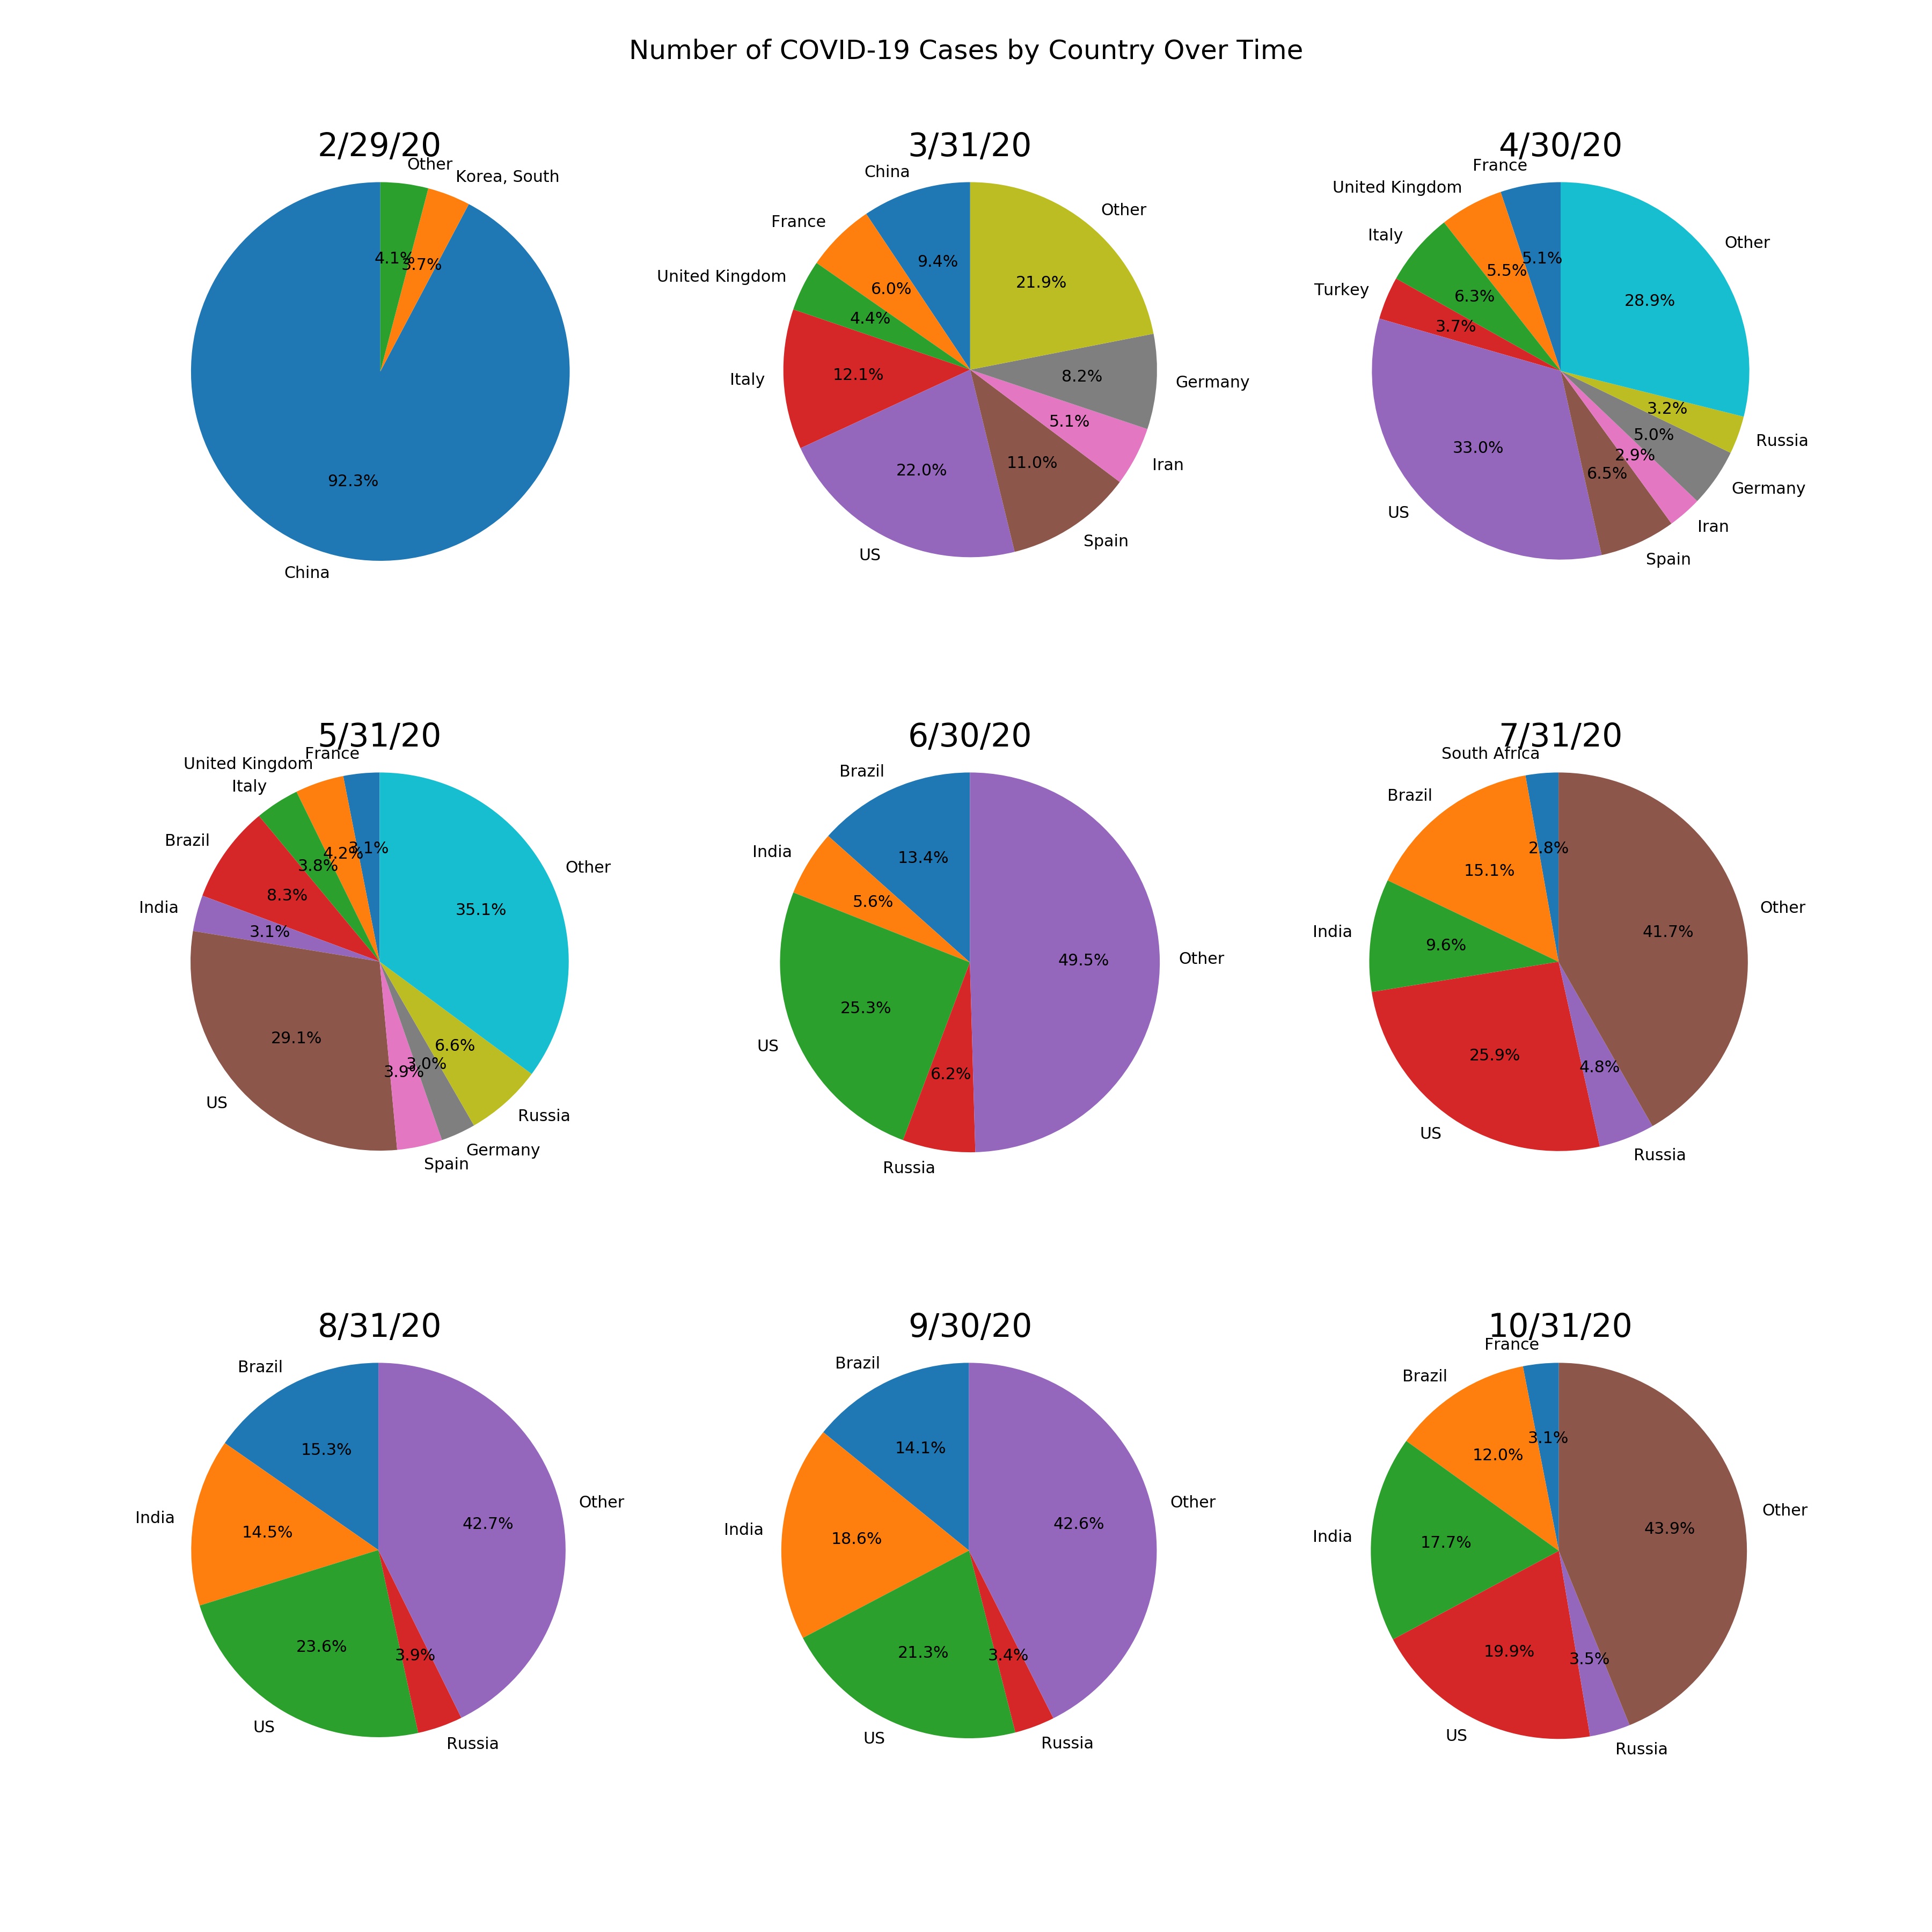 Number of COVID-19 Cases by Country Over Time
2/29/20
Other
Korea, South
4.1%
3.7%
92.3%
China
3/31/20
China
Other
France
9.4%
21.9%
United Kingdom
6.0%
4.4%
Italy
12.1%
8.2%
Germany
5.1%
22.0%
11.0%
Iran
US
Spain
4/30/20
France
United Kingdom
Italy
Other
5.1%
5.5%
Turkey
6.3%
28.9%
3.7%
3.2%
5.0%
Russia
33.0%
2.9%
6.5%
Germany
US
Iran
Spain
5/31/20
France
United Kingdom
Italy
Brazil
3.1%
4.2%
3.8%
Other
8.3%
India
35.1%
3.1%
29.1%
6.6%
3.0%
3.9%
US
Russia
Germany
Spain
6/30/20
Brazil
India
13.4%
5.6%
49.5%
Other
25.3%
US
6.2%
Russia
7/31/20
South Africa
Brazil
2.8%
15.1%
Other
India
9.6%
41.7%
25.9%
4.8%
US
Russia
8/31/20
Brazil
15.3%
Other
India
14.5%
42.7%
23.6%
3.9%
US
Russia
9/30/20
Brazil
14.1%
Other
India
18.6%
42.6%
21.3%
3.4%
US
Russia
10/31/20
France
Brazil
3.1%
12.0%
Other
India
17.7%
43.9%
19.9%
3.5%
US
Russia